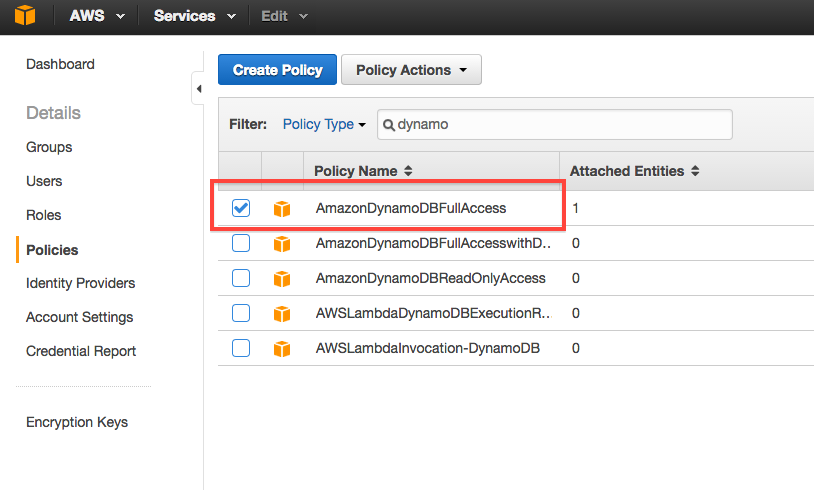 AWS Services Edit
Dashboard
Details
Groups
Users
Roles
Policies
Identity Providers
Account Settings
Credential Report
Encryption Keys
Create Policy Policy Actions
Filter: Policy Type dynamo
Policy Name Attached Entities
AmazonDynamoDBFullAccess 1
AmazonDynamoDBFullAccesswithD.. 0
AmazonDynamoDBReadOnlyAccess 0
AWSLambdaDynamoDBExecutionR.. 0
AWSLambdaInvocation-DynamoDB 0